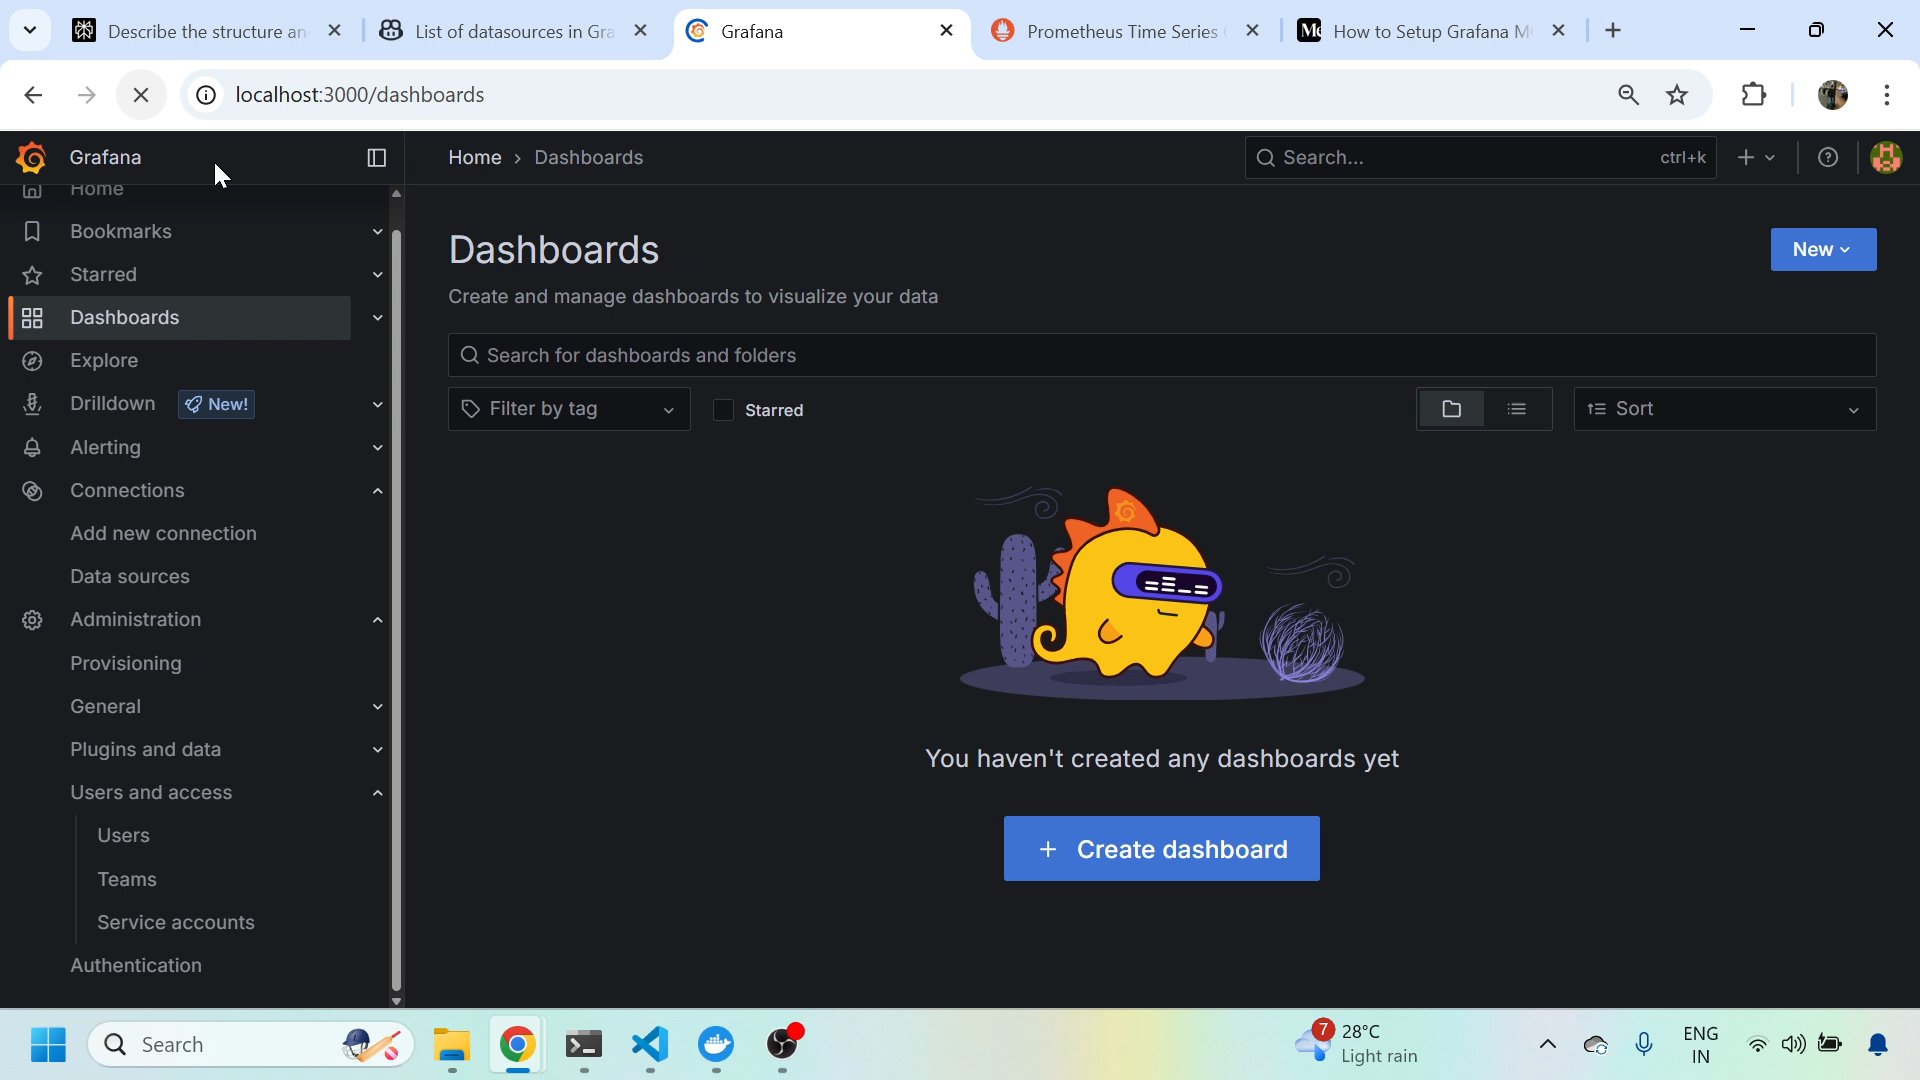 Describe the structure an
List of datasources in Gra
Grafana
Prometheus Time Series
How to Setup Grafana M
localhost:3000/dashboards
Grafana
Home › Dashboards
Search...
ctrl+k
Home
Bookmarks
Starred
Dashboards
Explore
Drilldown
New!
Alerting
Connections
Add new connection
Data sources
Administration
Provisioning
General
Plugins and data
Users and access
Users
Teams
Service accounts
Authentication
Dashboards
New
Create and manage dashboards to visualize your data
Search for dashboards and folders
Filter by tag
Starred
Sort
You haven't created any dashboards yet
+ Create dashboard
Search
7
28°C
Light rain
ENG
IN